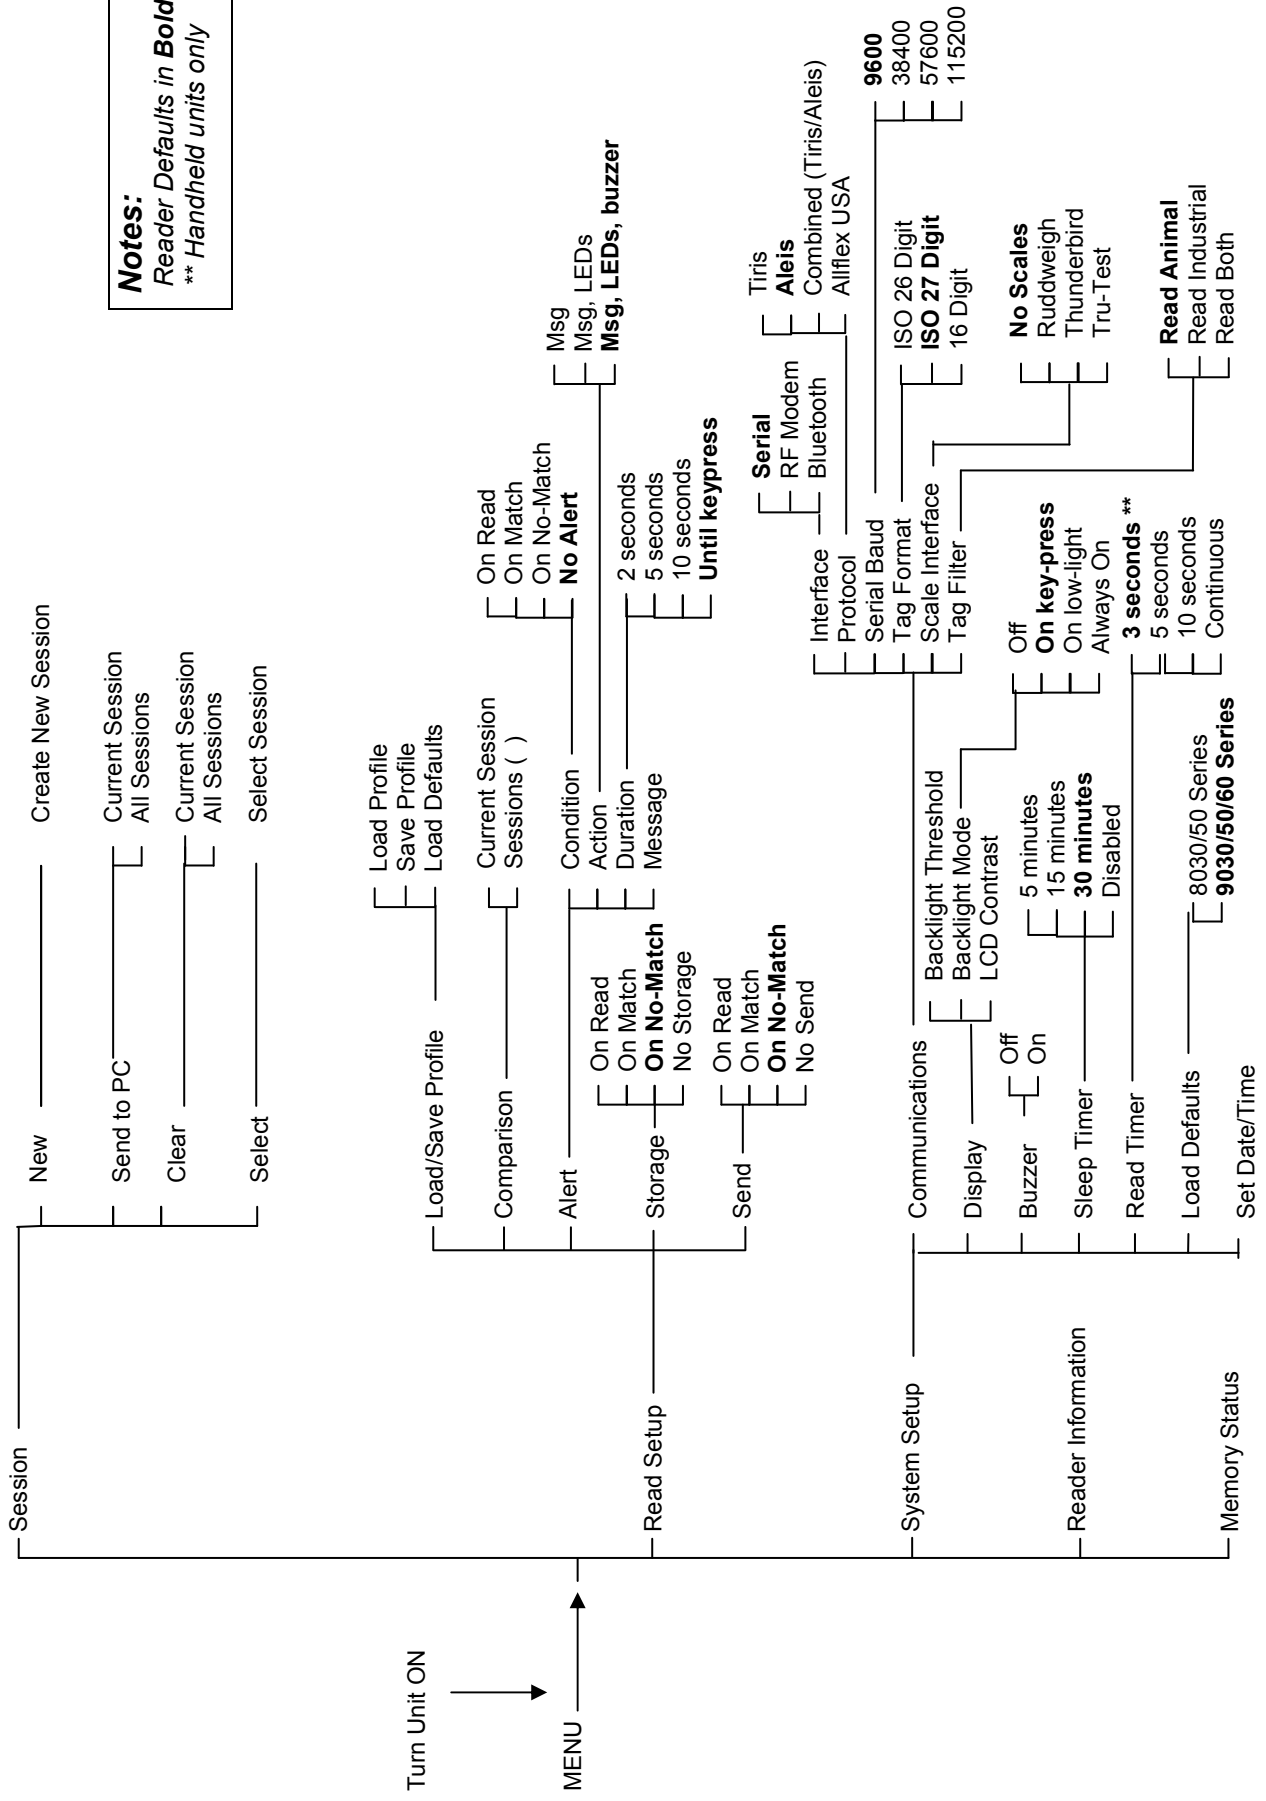 Notes:
Reader Defaults in Bold
** Handheld units only
Turn Unit ON
MENU
Session
New
Create New Session
Send to PC
Current Session
All Sessions
Clear
Current Session
All Sessions
Select
Select Session
Read Setup
Load/Save Profile
Load Profile
Save Profile
Load Defaults
Comparison
Current Session
Sessions ( )
Alert
Condition
On Read
On Match
On No-Match
No Alert
Action
Msg
Msg, LEDs
Msg, LEDs, buzzer
Duration
2 seconds
5 seconds
10 seconds
Until keypress
Message
Storage
On Read
On Match
On No-Match
No Storage
Send
On Read
On Match
On No-Match
No Send
System Setup
Communications
Interface
Serial
RF Modem
Bluetooth
Protocol
Tiris
Aleis
Combined (Tiris/Aleis)
Allflex USA
Serial Baud
9600
38400
57600
115200
Tag Format
ISO 26 Digit
ISO 27 Digit
16 Digit
Scale Interface
No Scales
Ruddweigh
Thunderbird
Tru-Test
Tag Filter
Read Animal
Read Industrial
Read Both
Display
Backlight Threshold
Backlight Mode
Off
On key-press
On low-light
Always On
LCD Contrast
Buzzer
Off
On
Sleep Timer
5 minutes
15 minutes
30 minutes
Disabled
Read Timer
3 seconds **
5 seconds
10 seconds
Continuous
Load Defaults
8030/50 Series
9030/50/60 Series
Set Date/Time
Reader Information
Memory Status